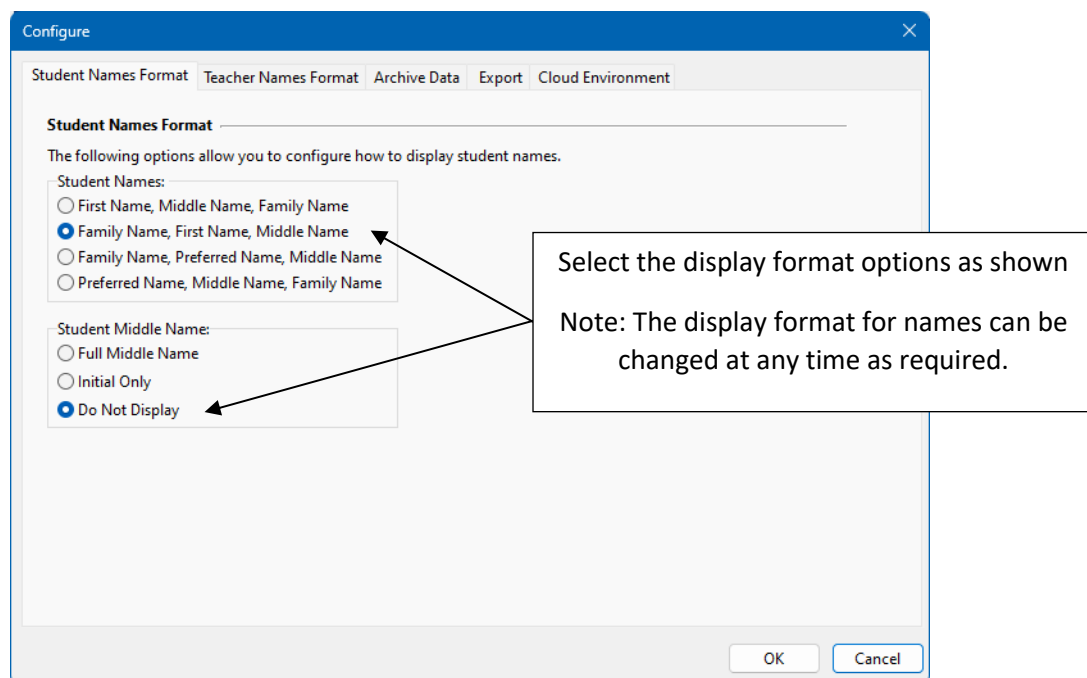 Configure
Student Names Format Teacher Names Format Archive Data Export Cloud Environment
Student Names Format
The following options allow you to configure how to display student names.
Student Names:
First Name, Middle Name, Family Name
Family Name, First Name, Middle Name
Family Name, Preferred Name, Middle Name
Preferred Name, Middle Name, Family Name
Student Middle Name:
Full Middle Name
Initial Only
Do Not Display
Select the display format options as shown
Note: The display format for names can be
changed at any time as required.
OK Cancel